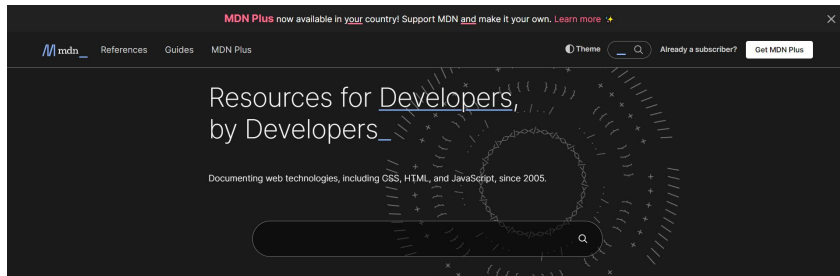 MDN Plus now available in your country! Support MDN and make it your own. Learn more ✨
mdn_ References Guides MDN Plus Theme _ Already a subscriber? Get MDN Plus
Resources for Developers,
by Developers_
Documenting web technologies, including CSS, HTML, and JavaScript, since 2005.